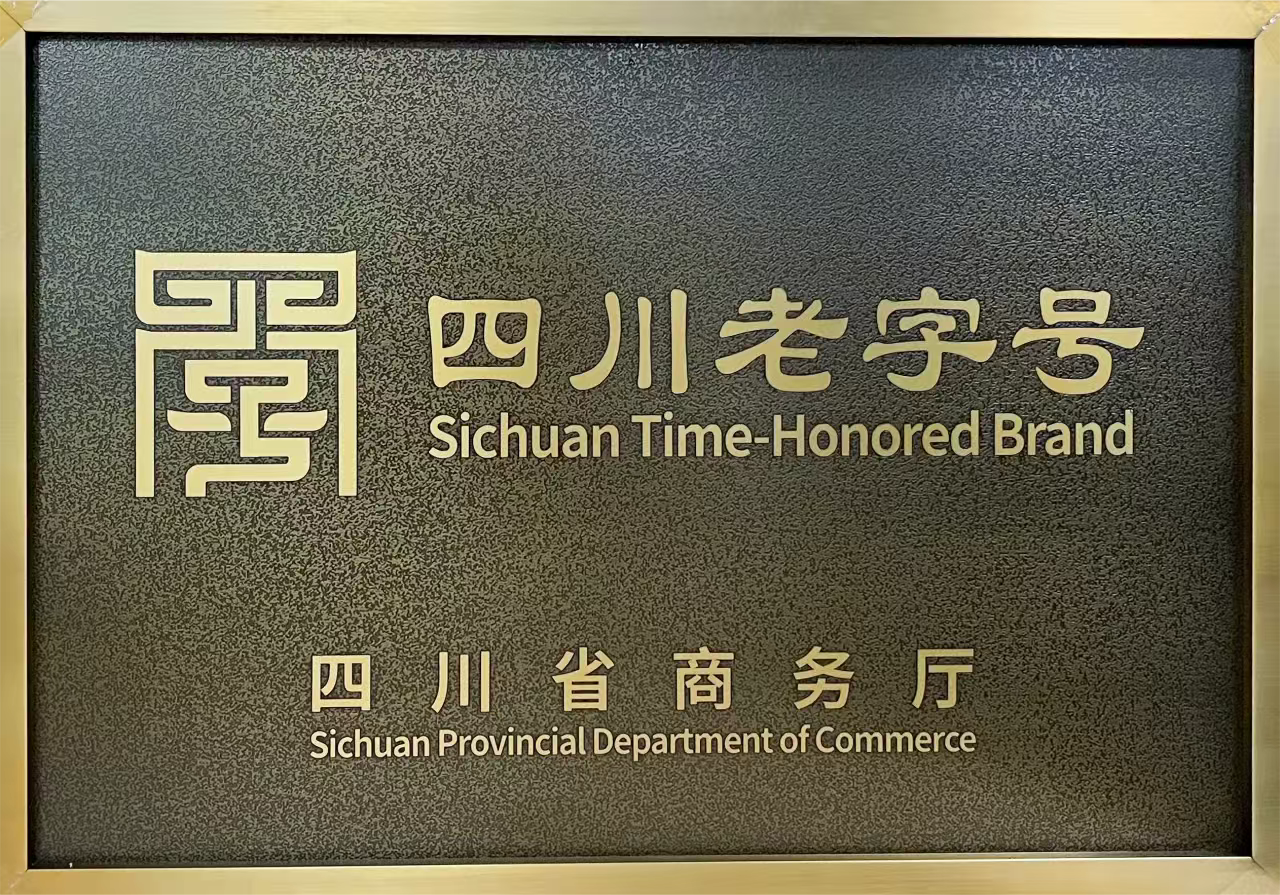 四川老字号
Sichuan Time-Honored Brand
四川省商务厅
Sichuan Provincial Department of Commerce